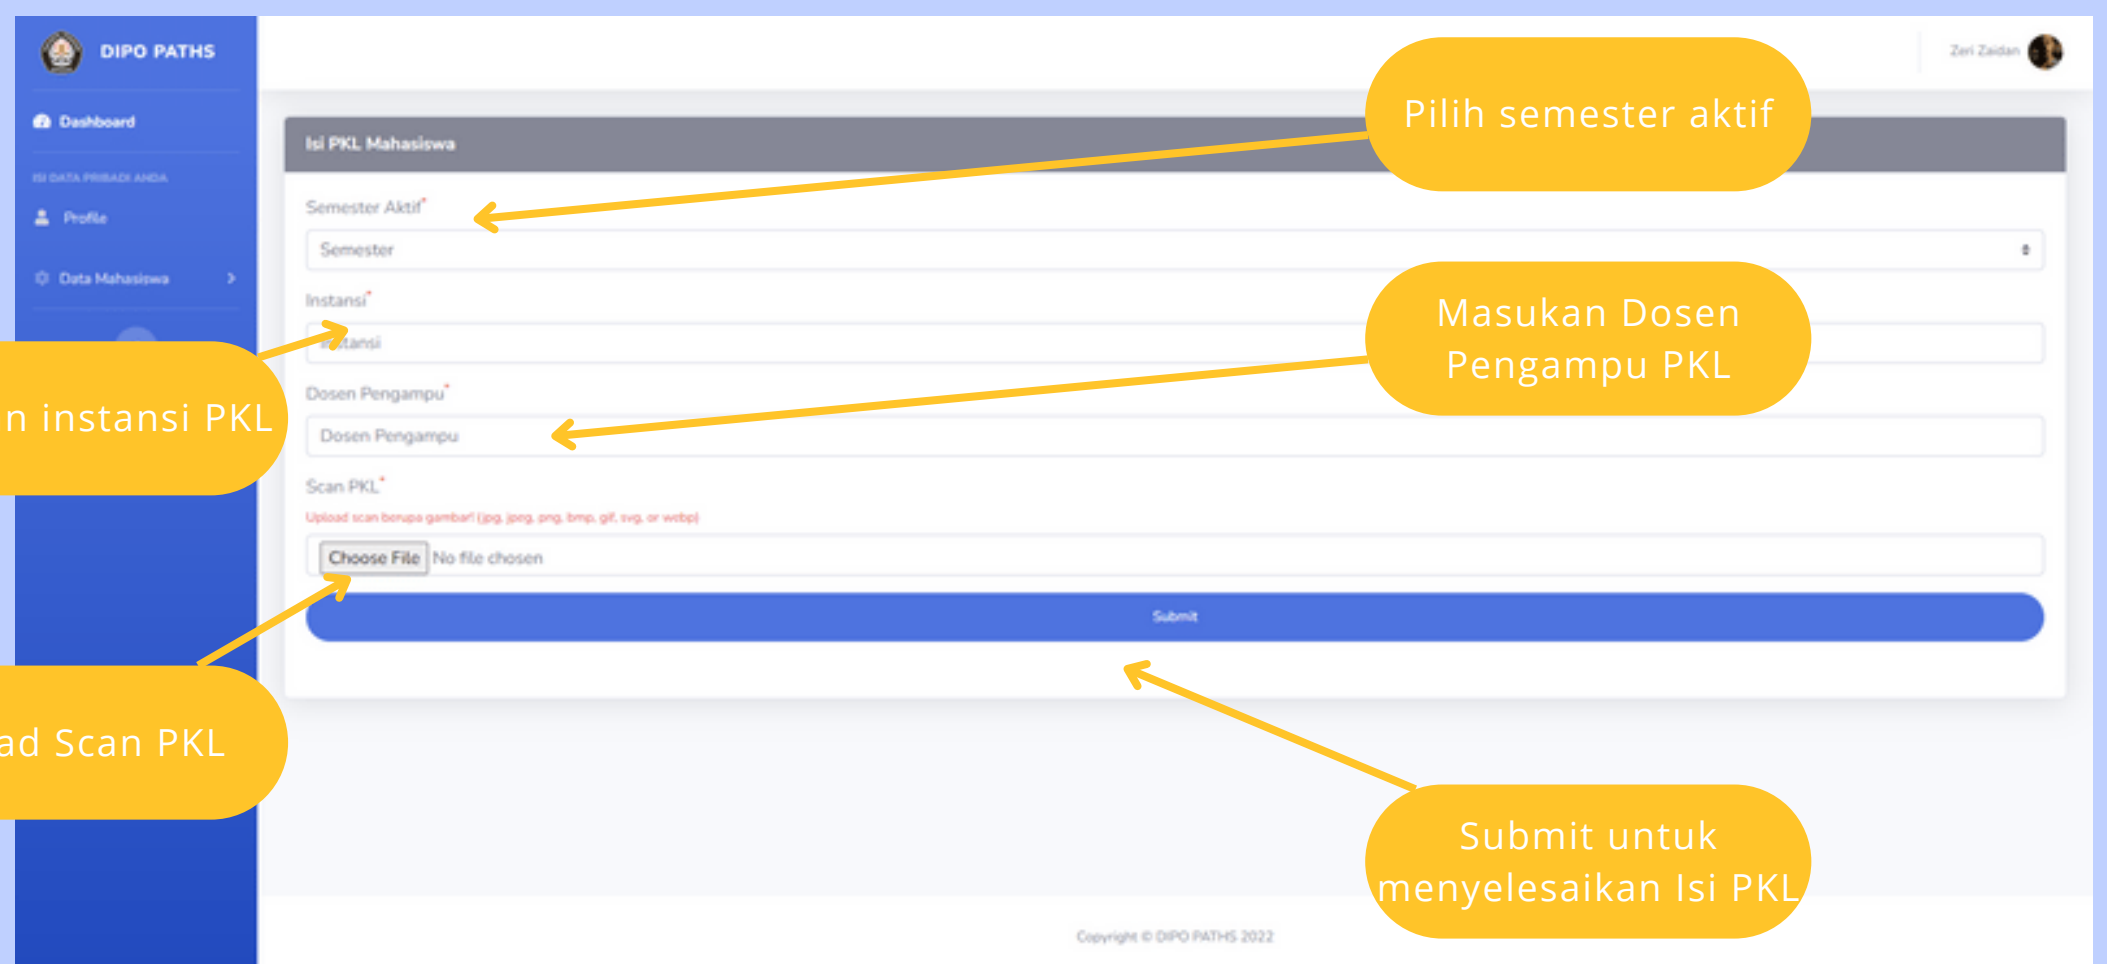 DIPO PATHS
Zeri Zaidan
Dashboard
ISI DATA PRIBADI ANDA
Profile
Data Mahasiswa
Isi PKL Mahasiswa
Semester Aktif*
Semester
Instansi*
Instansi
Dosen Pengampu*
Dosen Pengampu
Scan PKL*
Upload scan berupa gambar! (jpg, jpeg, png, bmp, gif, svg, or webp)
Choose File No file chosen
Submit
Pilih semester aktif
Masukan Dosen
Pengampu PKL
n instansi PKL
ad Scan PKL
Submit untuk
menyelesaikan Isi PKL
Copyright © DIPO PATHS 2022